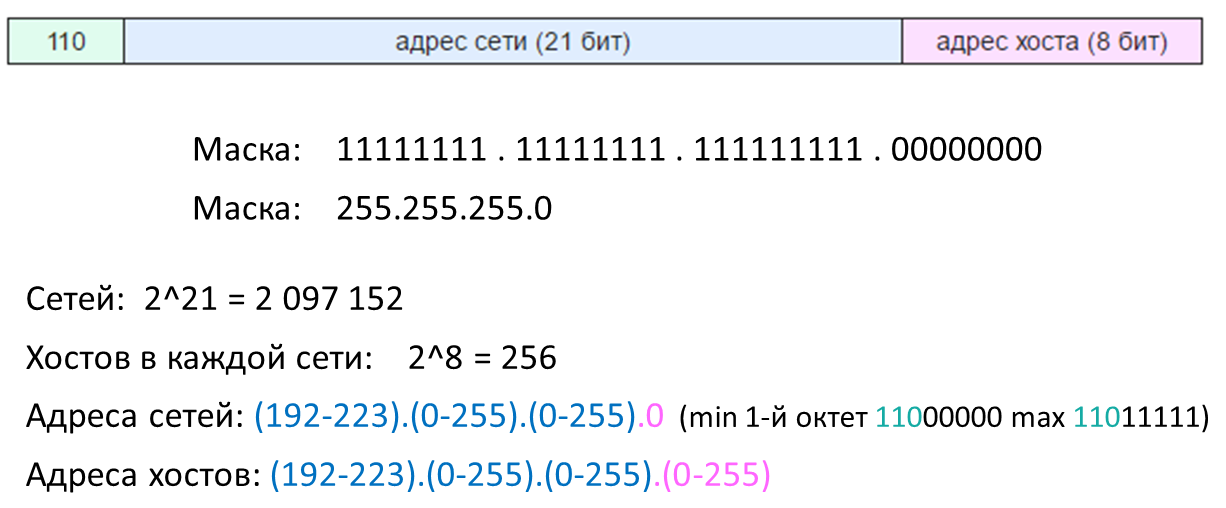 110 адрес сети (21 бит) адрес хоста (8 бит)
Маска: 11111111 . 11111111 . 111111111 . 00000000
Маска: 255.255.255.0
Сетей: 2^21 = 2 097 152
Хостов в каждой сети: 2^8 = 256
Адреса сетей: (192-223).(0-255).(0-255).0 (min 1-й октет 11000000 max 11011111)
Адреса хостов: (192-223).(0-255).(0-255).(0-255)